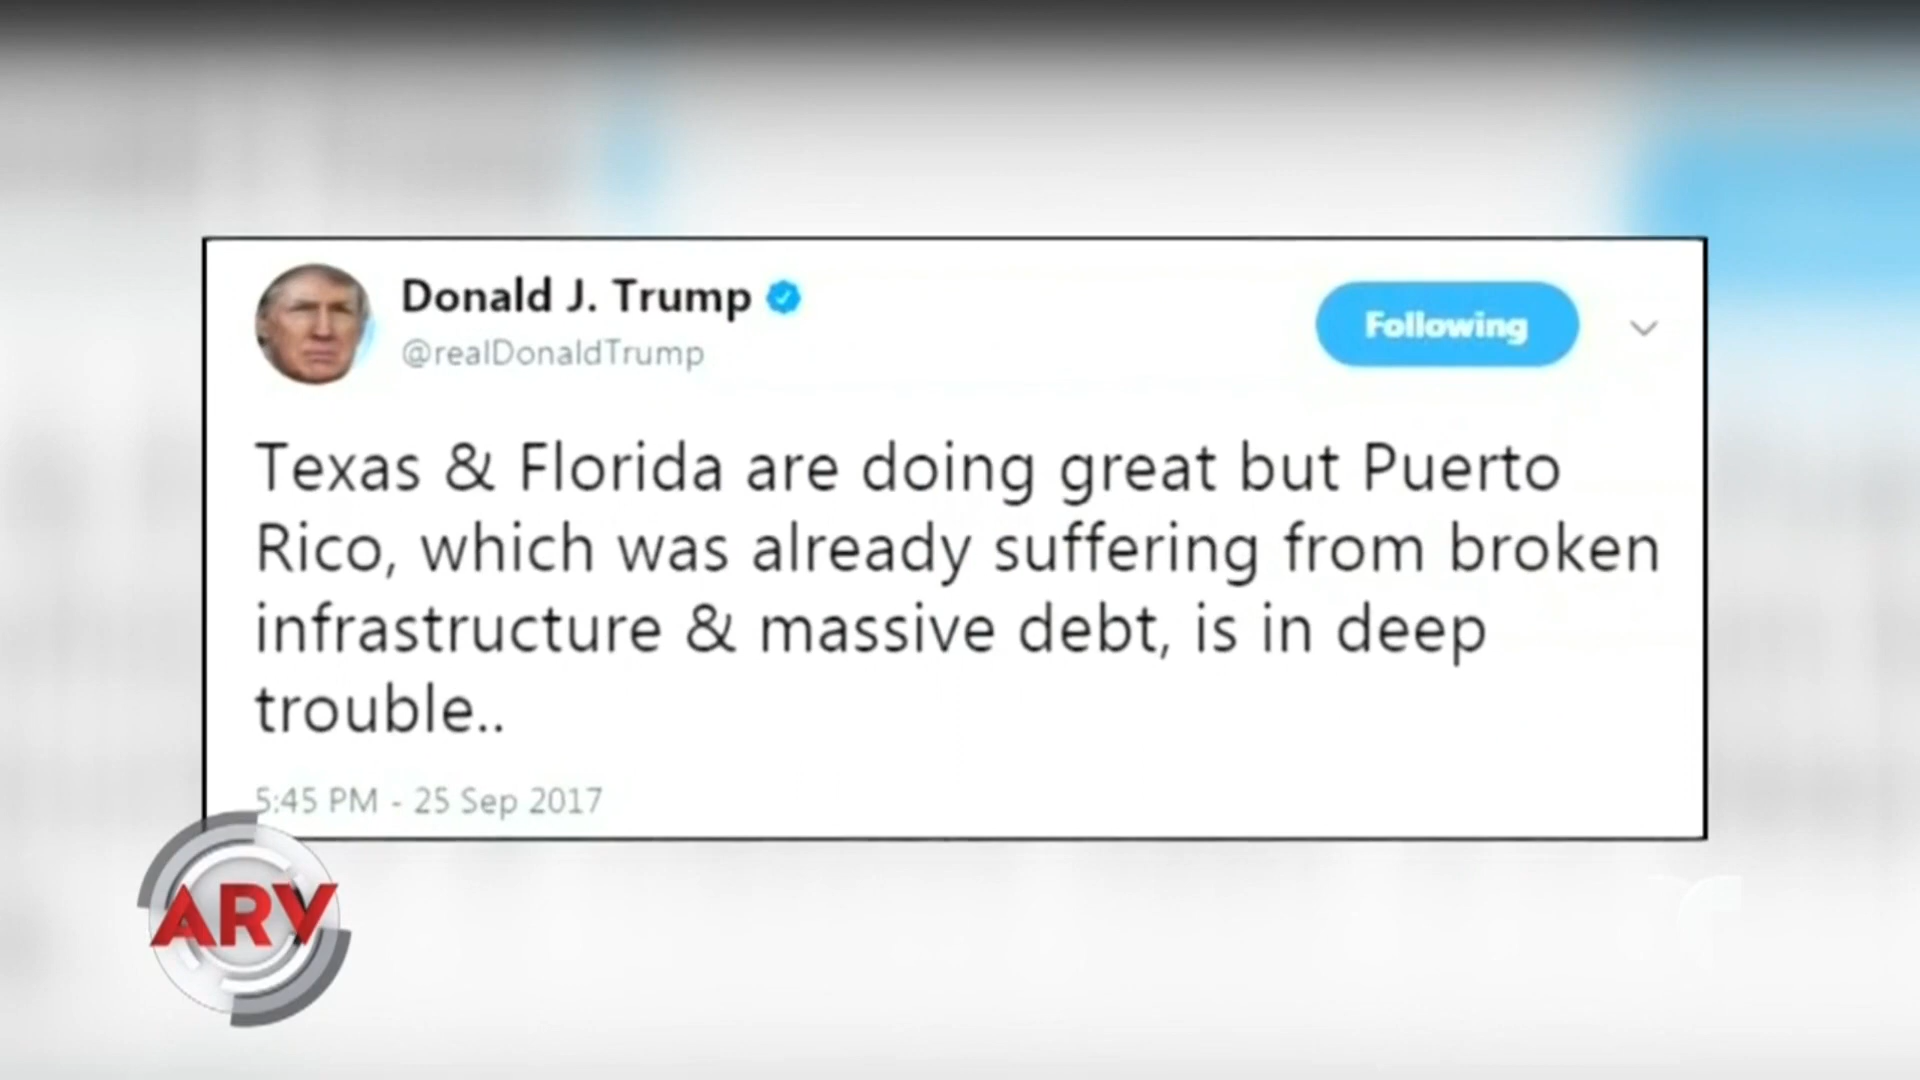 Donald J. Trump
@realDonaldTrump
Following
Texas & Florida are doing great but Puerto
Rico, which was already suffering from broken
infrastructure & massive debt, is in deep
trouble..
5:45 PM - 25 Sep 2017
ARV